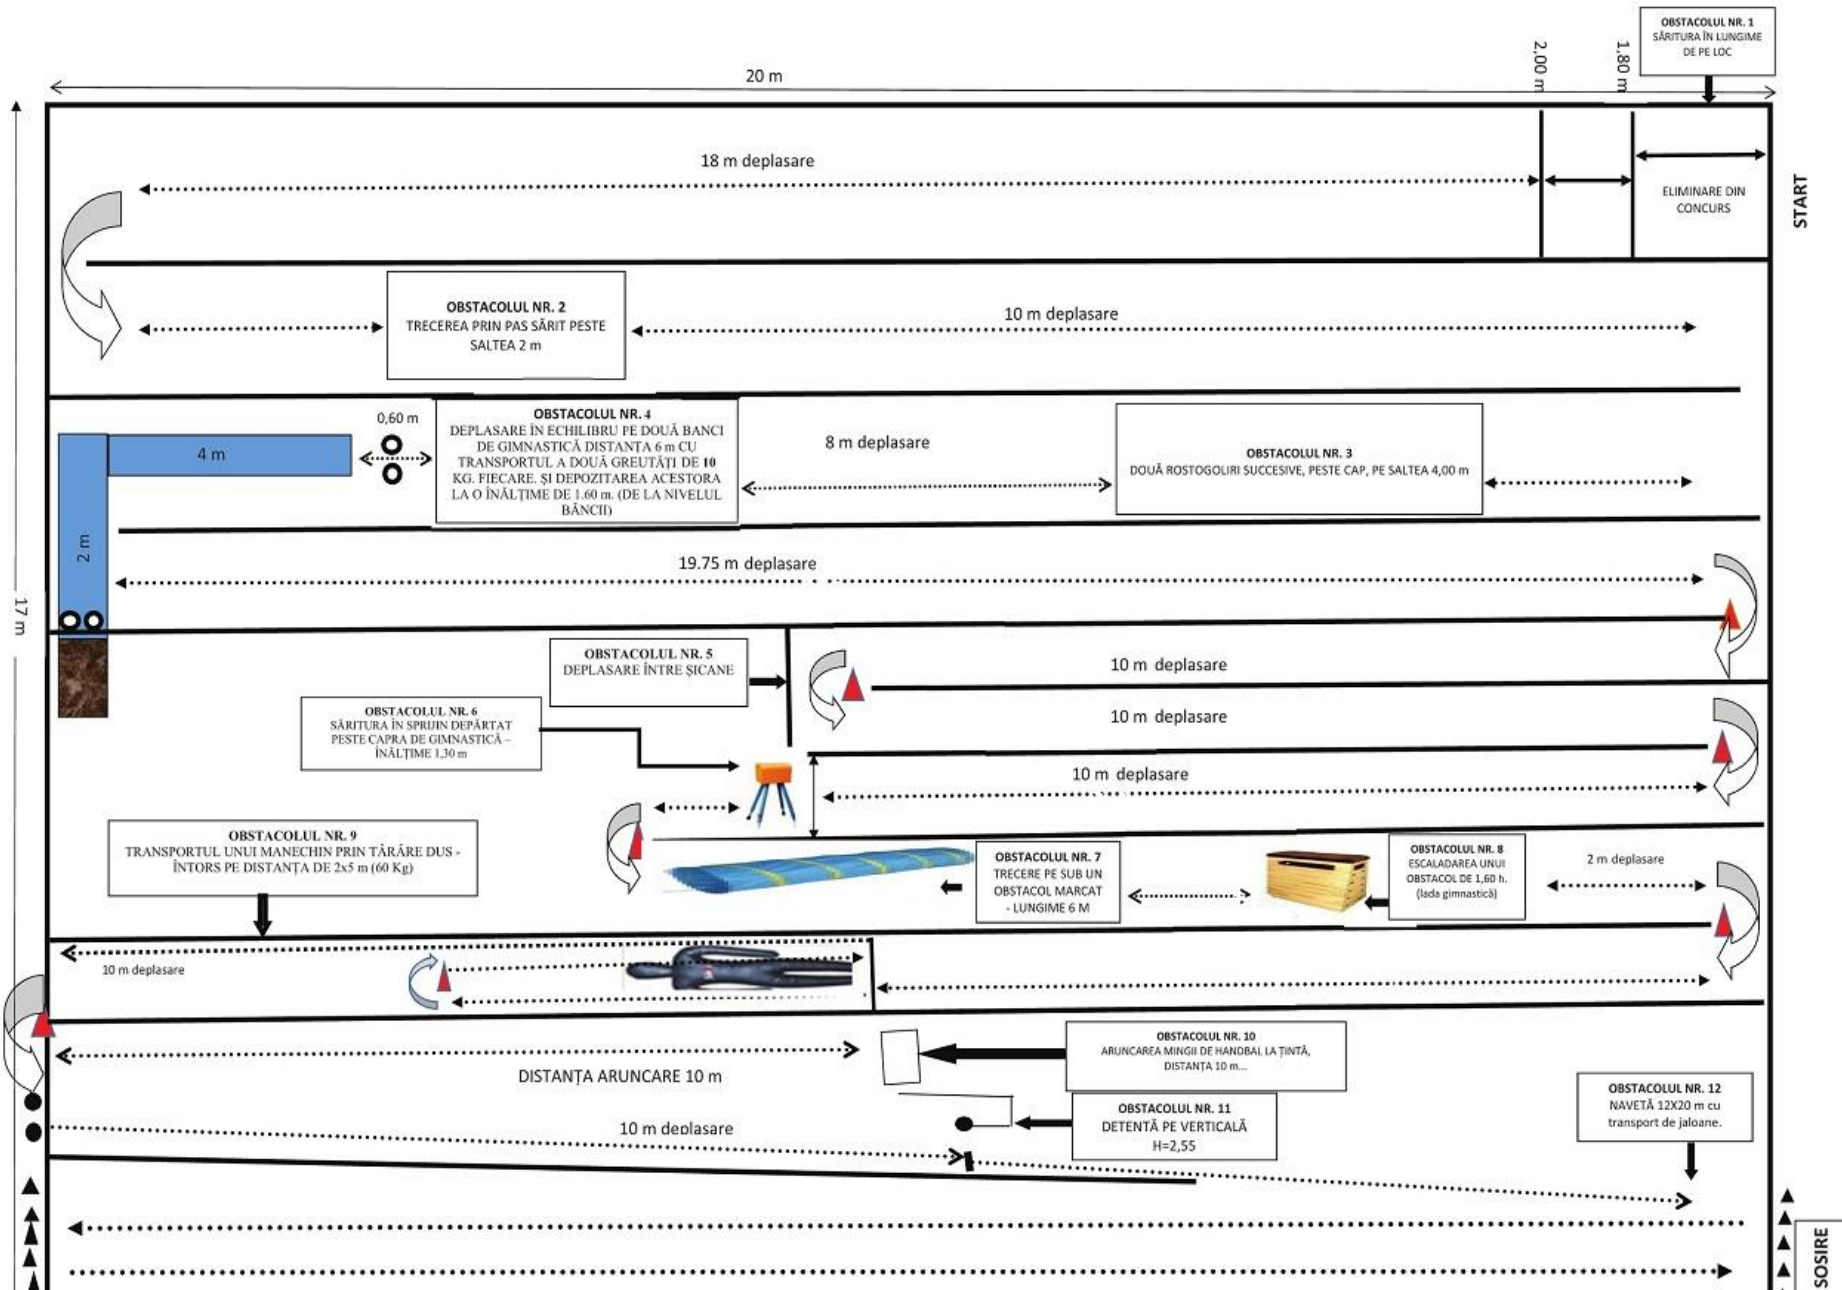 OBSTACOLUL NR. 1
SĂRITURA ÎN LUNGIME
DE PE LOC
20 m
2,00 m
1,80 m
18 m deplasare
ELIMINARE DIN
CONCURS
START
OBSTACOLUL NR. 2
TRECEREA PRIN PAS SĂRIT PESTE
SALTEA 2 m
10 m deplasare
4 m
0,60 m
OBSTACOLUL NR. 4
DEPLASARE ÎN ECHILIBRU PE DOUĂ BANCI
DE GIMNASTICĂ DISTANȚA 6 m CU
TRANSPORTUL A DOUĂ GREUTĂȚI DE 10
KG. FIECARE. ȘI DEPOZITAREA ACESTORA
LA O ÎNĂLȚIME DE 1.60 m. (DE LA NIVELUL
BĂNCII)
8 m deplasare
OBSTACOLUL NR. 3
DOUĂ ROSTOGOLIRI SUCCESIVE, PESTE CAP, PE SALTEA 4,00 m
2 m
19.75 m deplasare
17 m
OBSTACOLUL NR. 5
DEPLASARE ÎNTRE ȘICANE
10 m deplasare
OBSTACOLUL NR. 6
SĂRITURA ÎN SPRIJIN DEPĂRTAT
PESTE CAPRA DE GIMNASTICĂ –
ÎNĂLȚIME 1,30 m
10 m deplasare
10 m deplasare
OBSTACOLUL NR. 9
TRANSPORTUL UNUI MANECHIN PRIN TÂRÂRE DUS -
ÎNTORS PE DISTANȚA DE 2x5 m (60 Kg)
OBSTACOLUL NR. 7
TRECERE PE SUB UN
OBSTACOL MARCAT
- LUNGIME 6 M
OBSTACOLUL NR. 8
ESCALADAREA UNUI
OBSTACOL DE 1,60 h.
(lada gimnastică)
2 m deplasare
10 m deplasare
DISTANȚA ARUNCARE 10 m
OBSTACOLUL NR. 10
ARUNCAREA MINGII DE HANDBAL LA ȚINTĂ,
DISTANȚA 10 m...
10 m deplasare
OBSTACOLUL NR. 11
DETENTĂ PE VERTICALĂ
H=2,55
OBSTACOLUL NR. 12
NAVETĂ 12X20 m cu
transport de jaloane.
SOSIRE